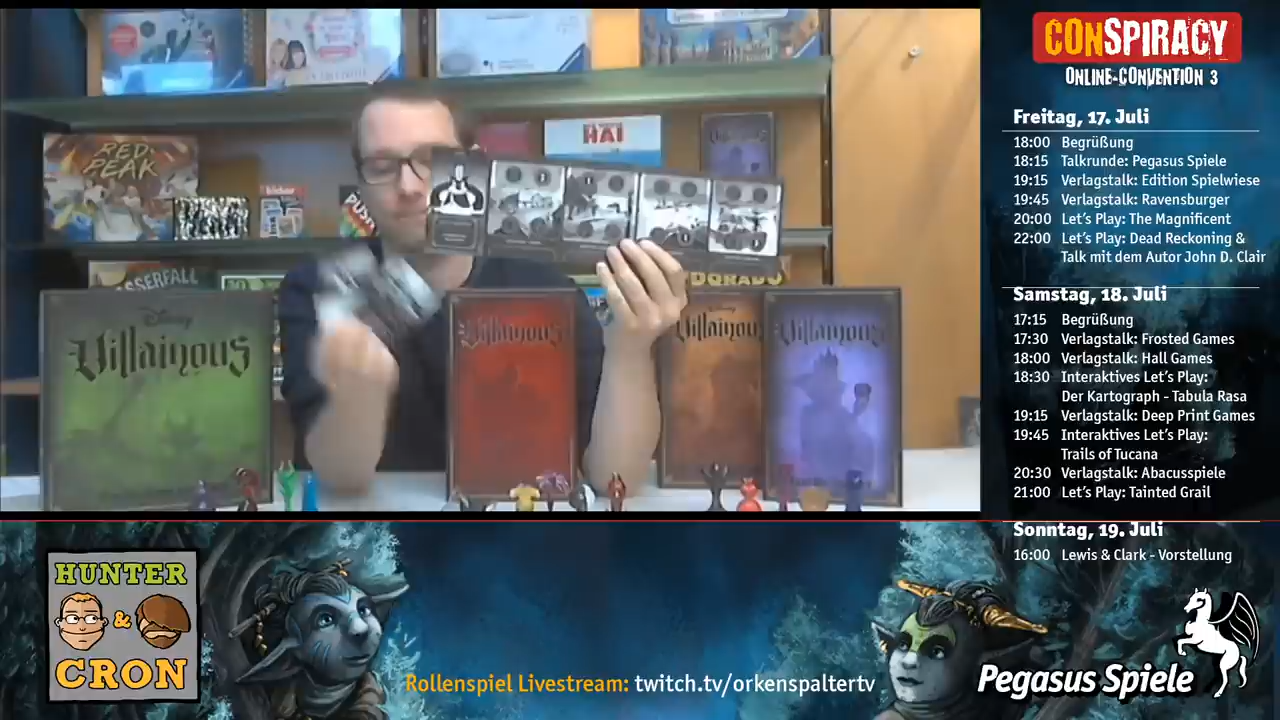 RED PEAK
HAI
kicker
ASSERFALL
DORADO
Disney
Villainous
Villainous
Disney
Villainous
Villainous
CONSPIRACY
ONLINE-CONVENTION 3
Freitag, 17. Juli
18:00 Begrüßung
18:15 Talkrunde: Pegasus Spiele
19:15 Verlagstalk: Edition Spielwiese
19:45 Verlagstalk: Ravensburger
20:00 Let's Play: The Magnificent
22:00 Let's Play: Dead Reckoning &
Talk mit dem Autor John D. Clair
Samstag, 18. Juli
17:15 Begrüßung
17:30 Verlagstalk: Frosted Games
18:00 Verlagstalk: Hall Games
18:30 Interaktives Let's Play:
Der Kartograph - Tabula Rasa
19:15 Verlagstalk: Deep Print Games
19:45 Interaktives Let's Play:
Trails of Tucana
20:30 Verlagstalk: Abacusspiele
21:00 Let's Play: Tainted Grail
Sonntag, 19. Juli
16:00 Lewis & Clark - Vorstellung
HUNTER
&
CRON
Rollenspiel Livestream: twitch.tv/orkenspaltertv
Pegasus Spiele